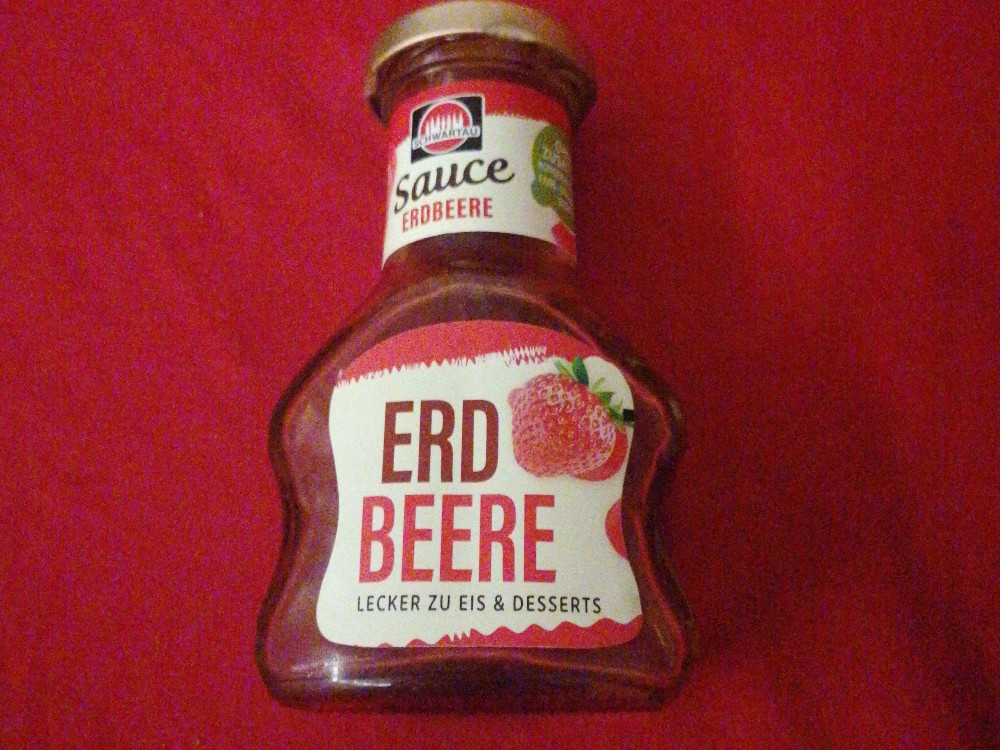 SCHWARTAU
Sauce
ERDBEERE
ERD
BEERE
LECKER ZU EIS & DESSERTS